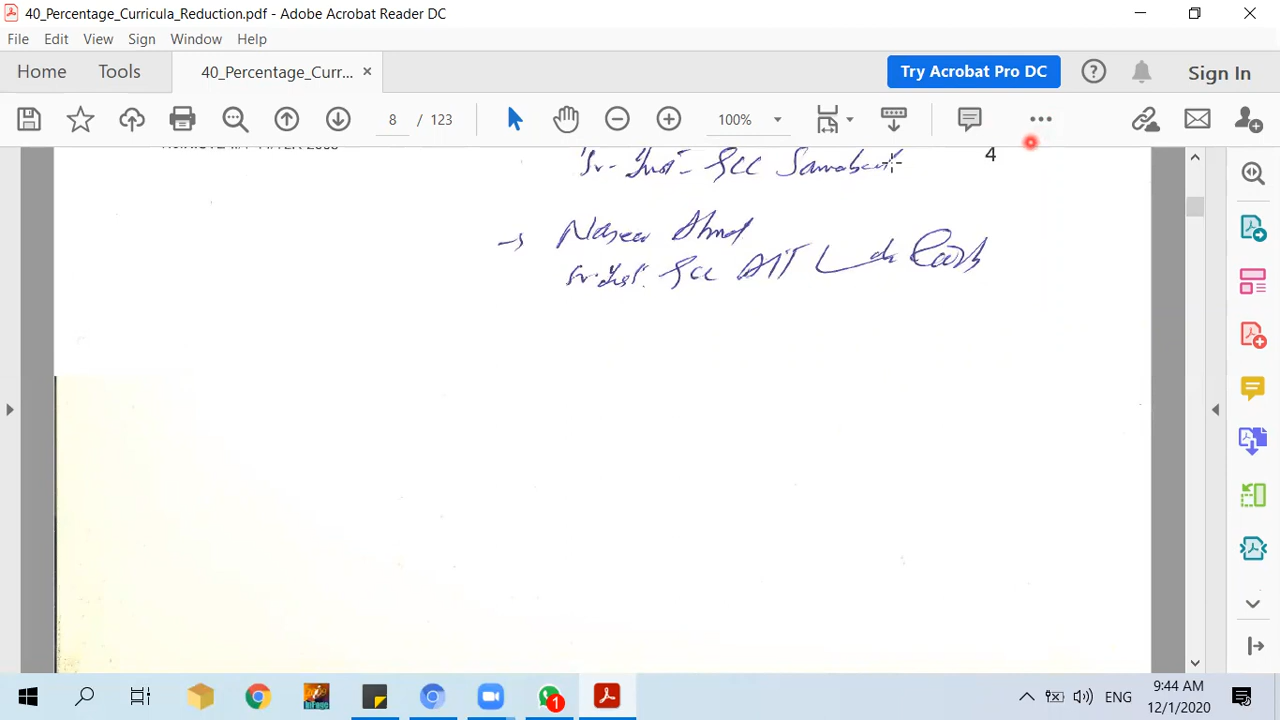 40_Percentage_Curricula_Reduction.pdf - Adobe Acrobat Reader DC
File Edit View Sign Window Help
Home Tools 40_Percentage_Curr... Try Acrobat Pro DC Sign In
8 / 123 100%
4
Naseer Ahmad
9:44 AM
ENG
12/1/2020
1